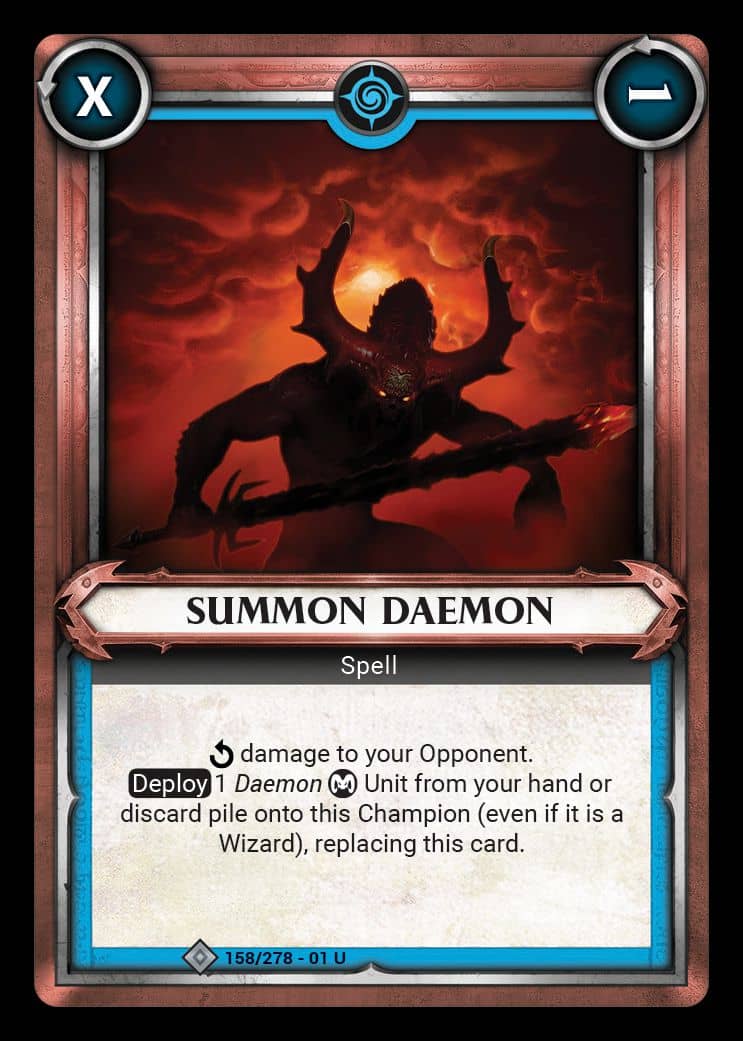 X
1
SUMMON DAEMON
Spell
damage to your Opponent.
Deploy 1 Daemon Unit from your hand or
discard pile onto this Champion (even if it is a
Wizard), replacing this card.
158/278 - 01 U